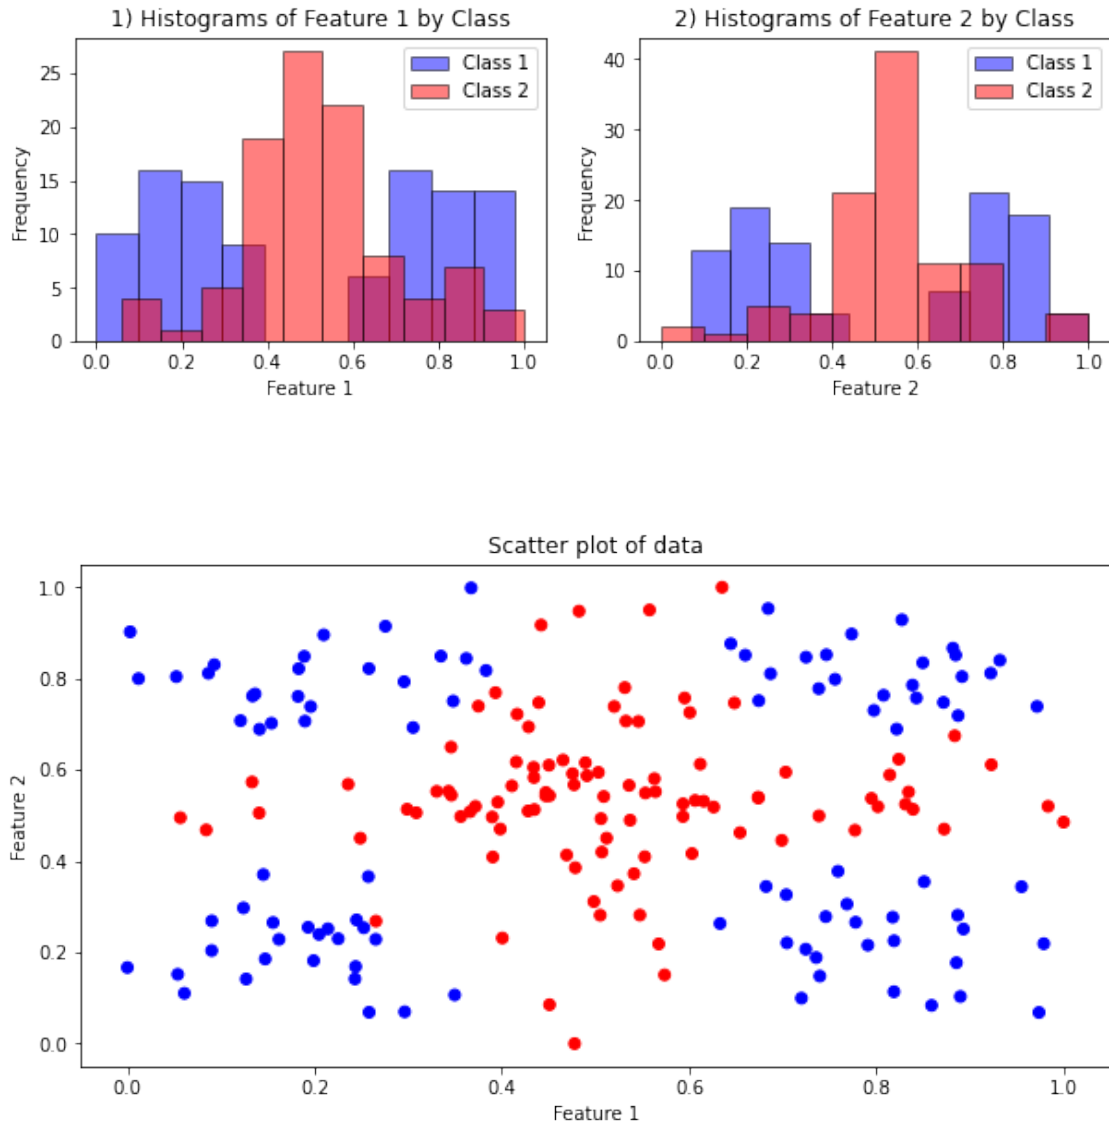 1) Histograms of Feature 1 by Class
25
20
15
10
5
0
Frequency
Class 1
Class 2
0.0 0.2 0.4 0.6 0.8 1.0
Feature 1
2) Histograms of Feature 2 by Class
40
30
20
10
0
Frequency
Class 1
Class 2
0.0 0.2 0.4 0.6 0.8 1.0
Feature 2
Scatter plot of data
1.0
0.8
0.6
0.4
0.2
0.0
Feature 2
0.0 0.2 0.4 0.6 0.8 1.0
Feature 1